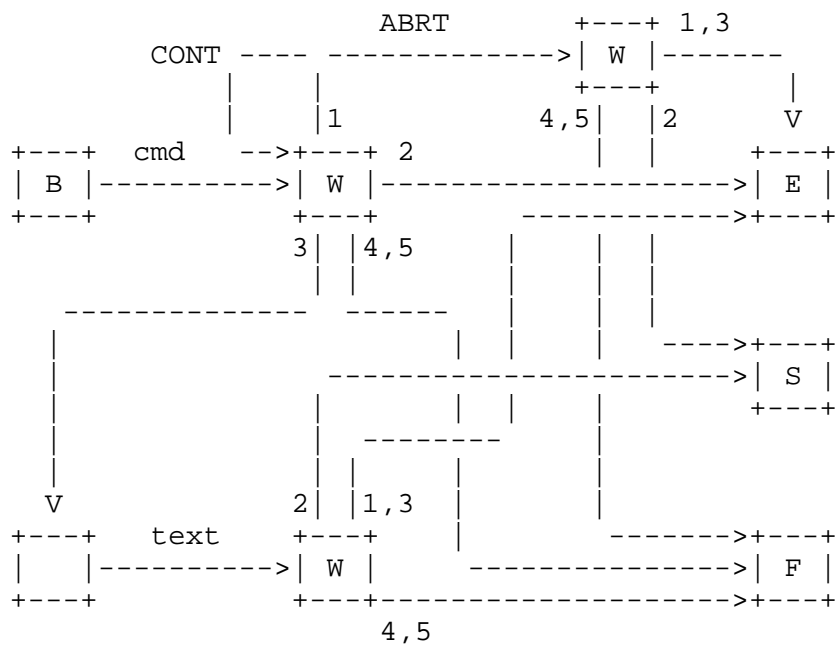 ABRT 1,3
CONT W
1 4,5 2 V
cmd 2
B W E
3 4,5
S
V 2 1,3
text
W F
4,5